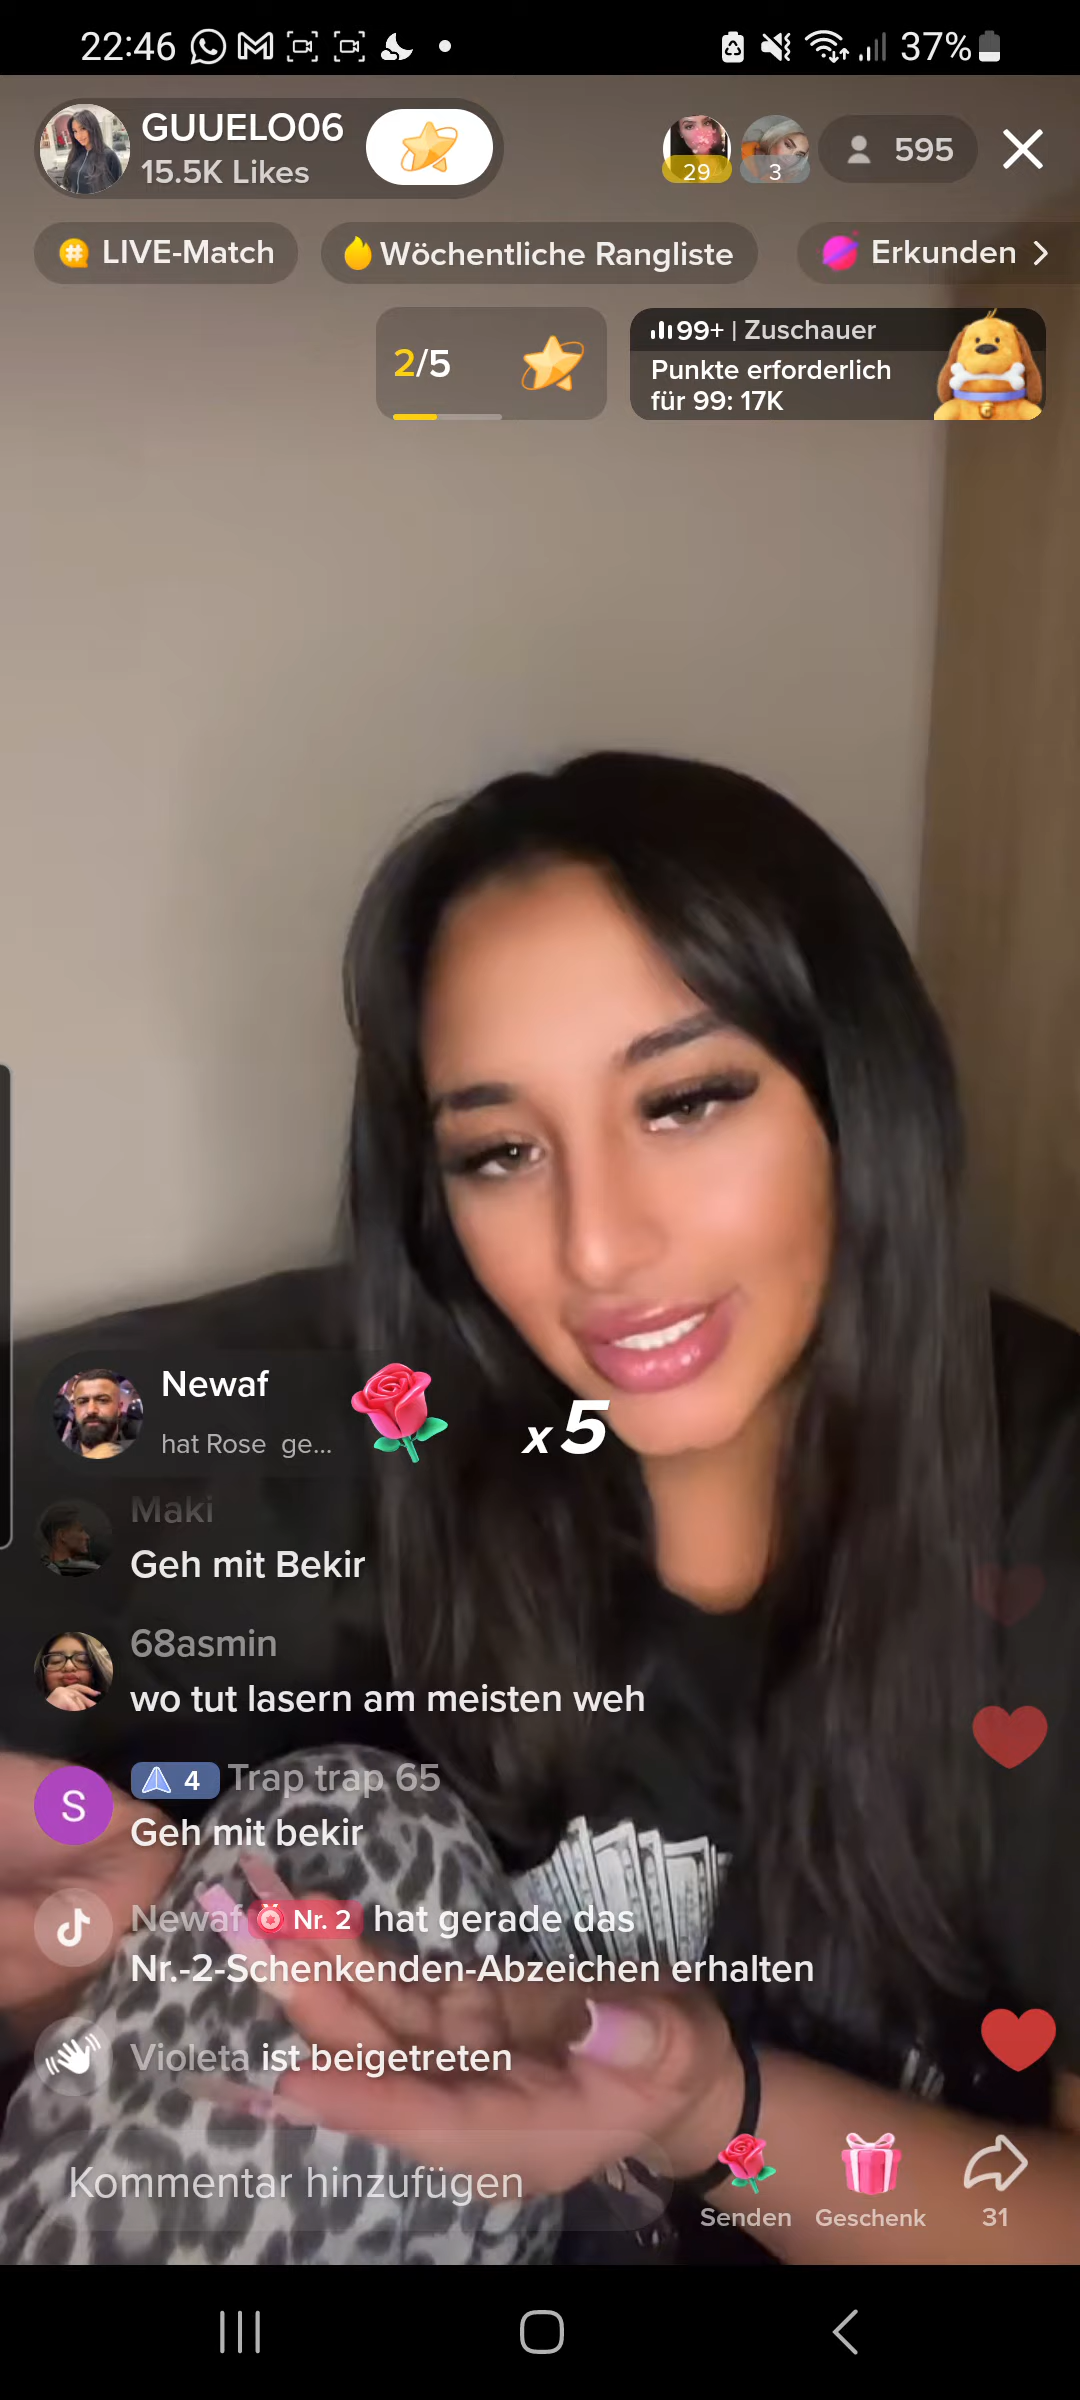 22:46
37%
GUUELO06
15.5K Likes
29
3
595
LIVE-Match
Wöchentliche Rangliste
Erkunden
2/5
99+ | Zuschauer
Punkte erforderlich
für 99: 17K
Newaf
hat Rose ge...
x5
Maki
Geh mit Bekir
68asmin
wo tut lasern am meisten weh
S
4 Trap trap 65
Geh mit bekir
Newaf Nr. 2 hat gerade das
Nr.-2-Schenkenden-Abzeichen erhalten
Violeta ist beigetreten
Kommentar hinzufügen
Senden
Geschenk
31